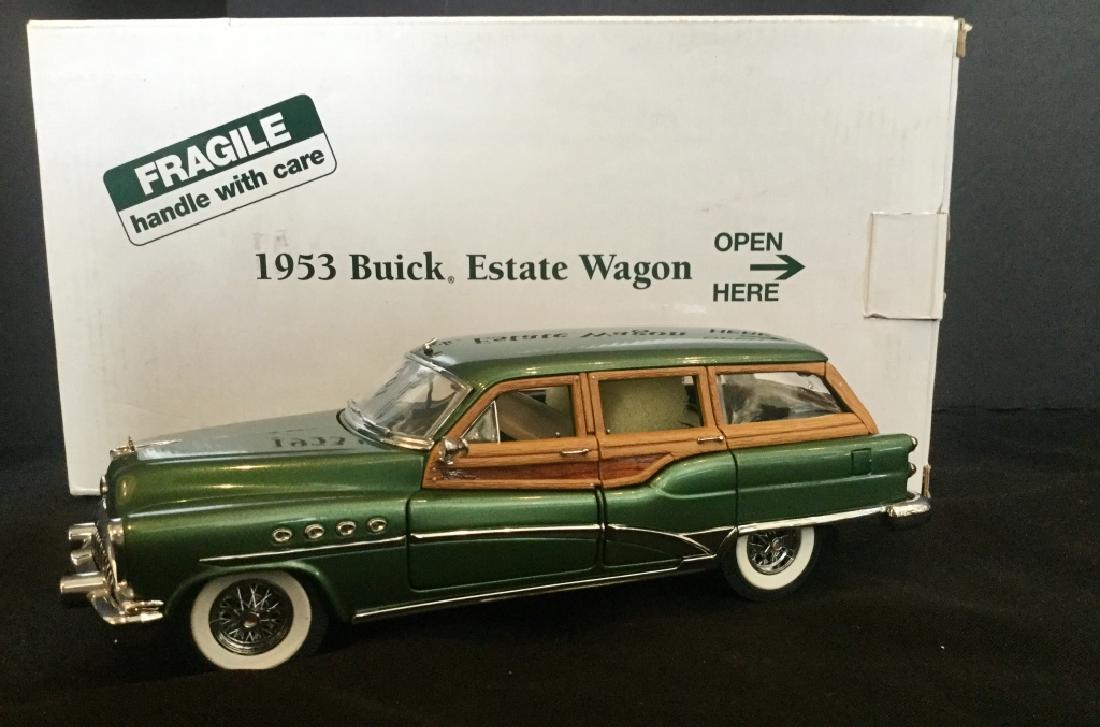 FRAGILE
handle with care
1953 Buick® Estate Wagon
OPEN
HERE